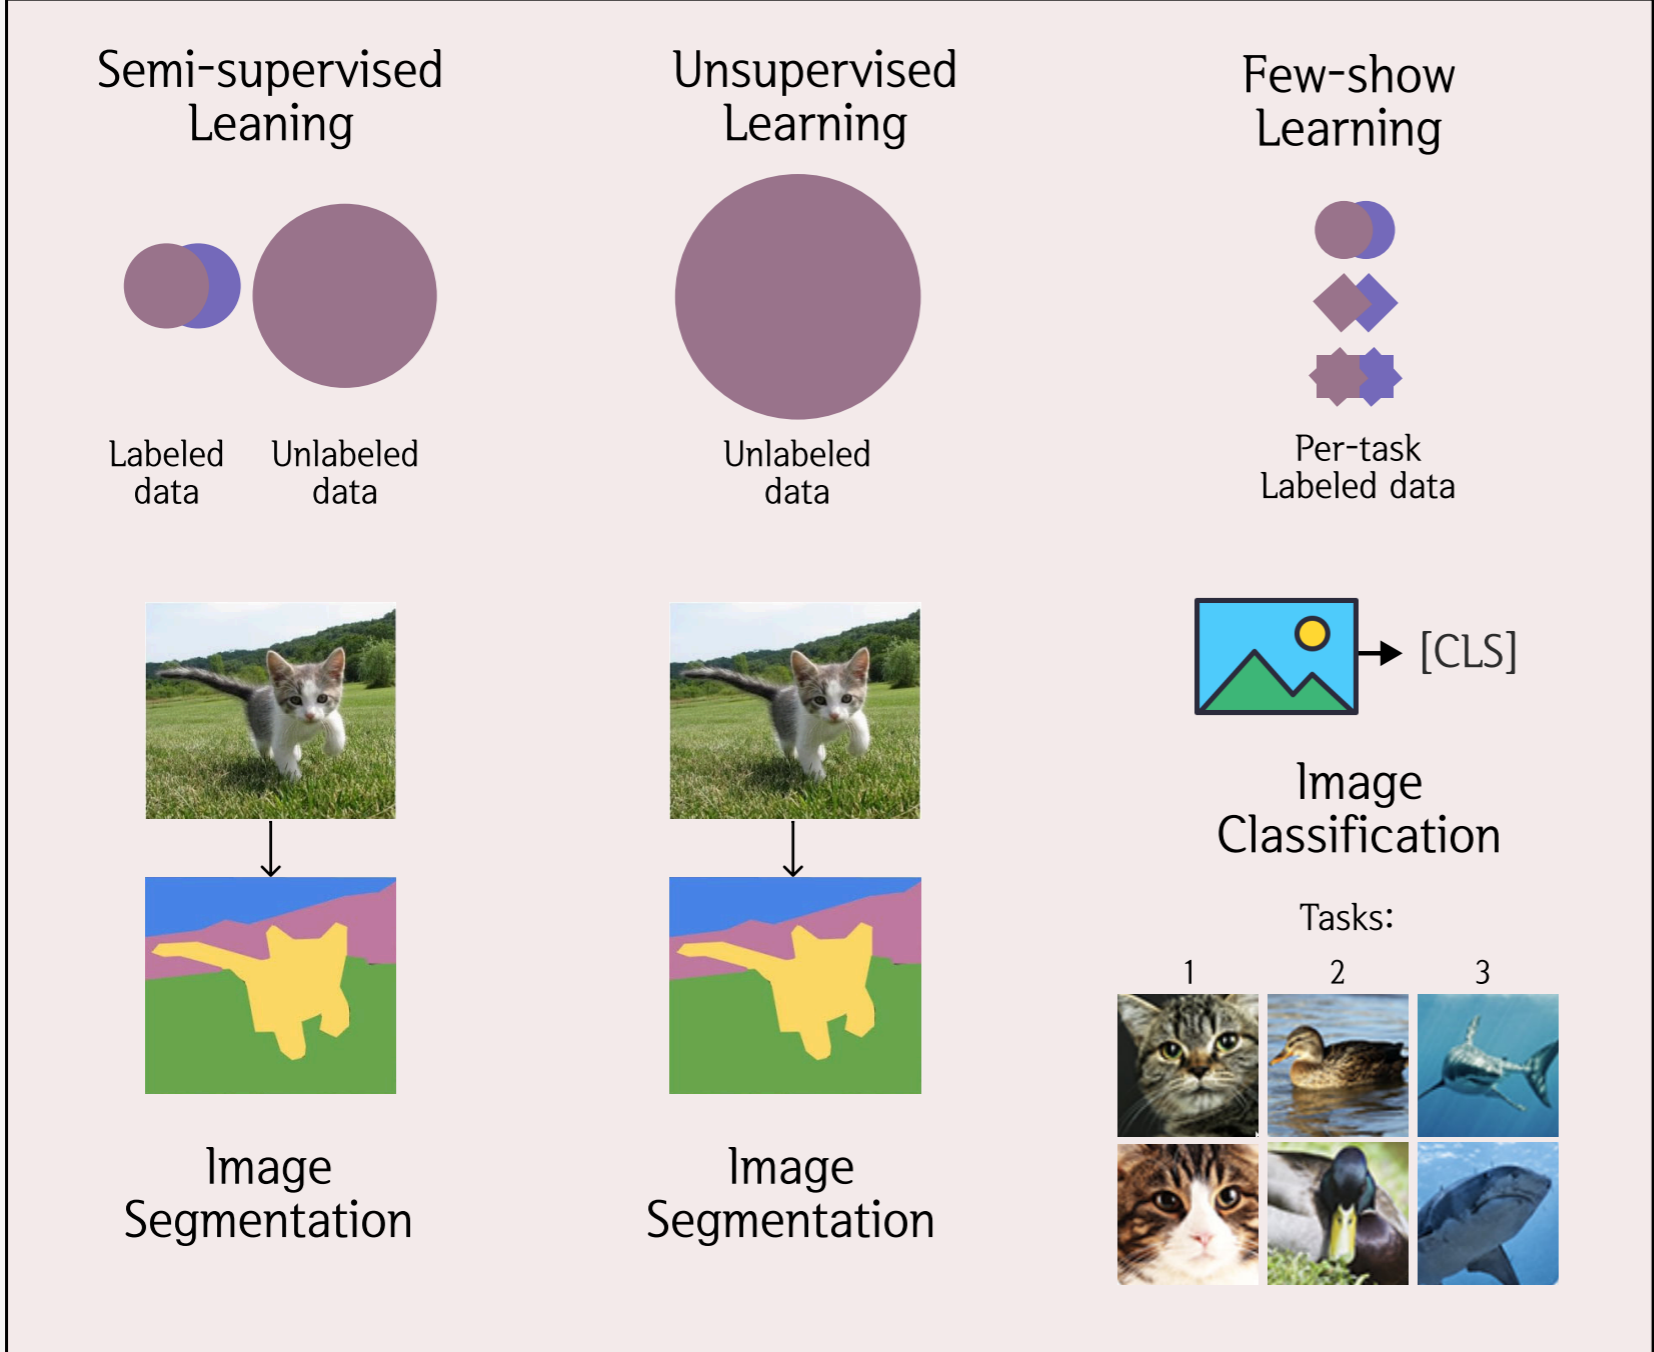 Semi-supervised
Leaning
Labeled
data
Unlabeled
data
Image
Segmentation
Unsupervised
Learning
Unlabeled
data
Image
Segmentation
Few-show
Learning
Per-task
Labeled data
[CLS]
Image
Classification
Tasks:
1 2 3